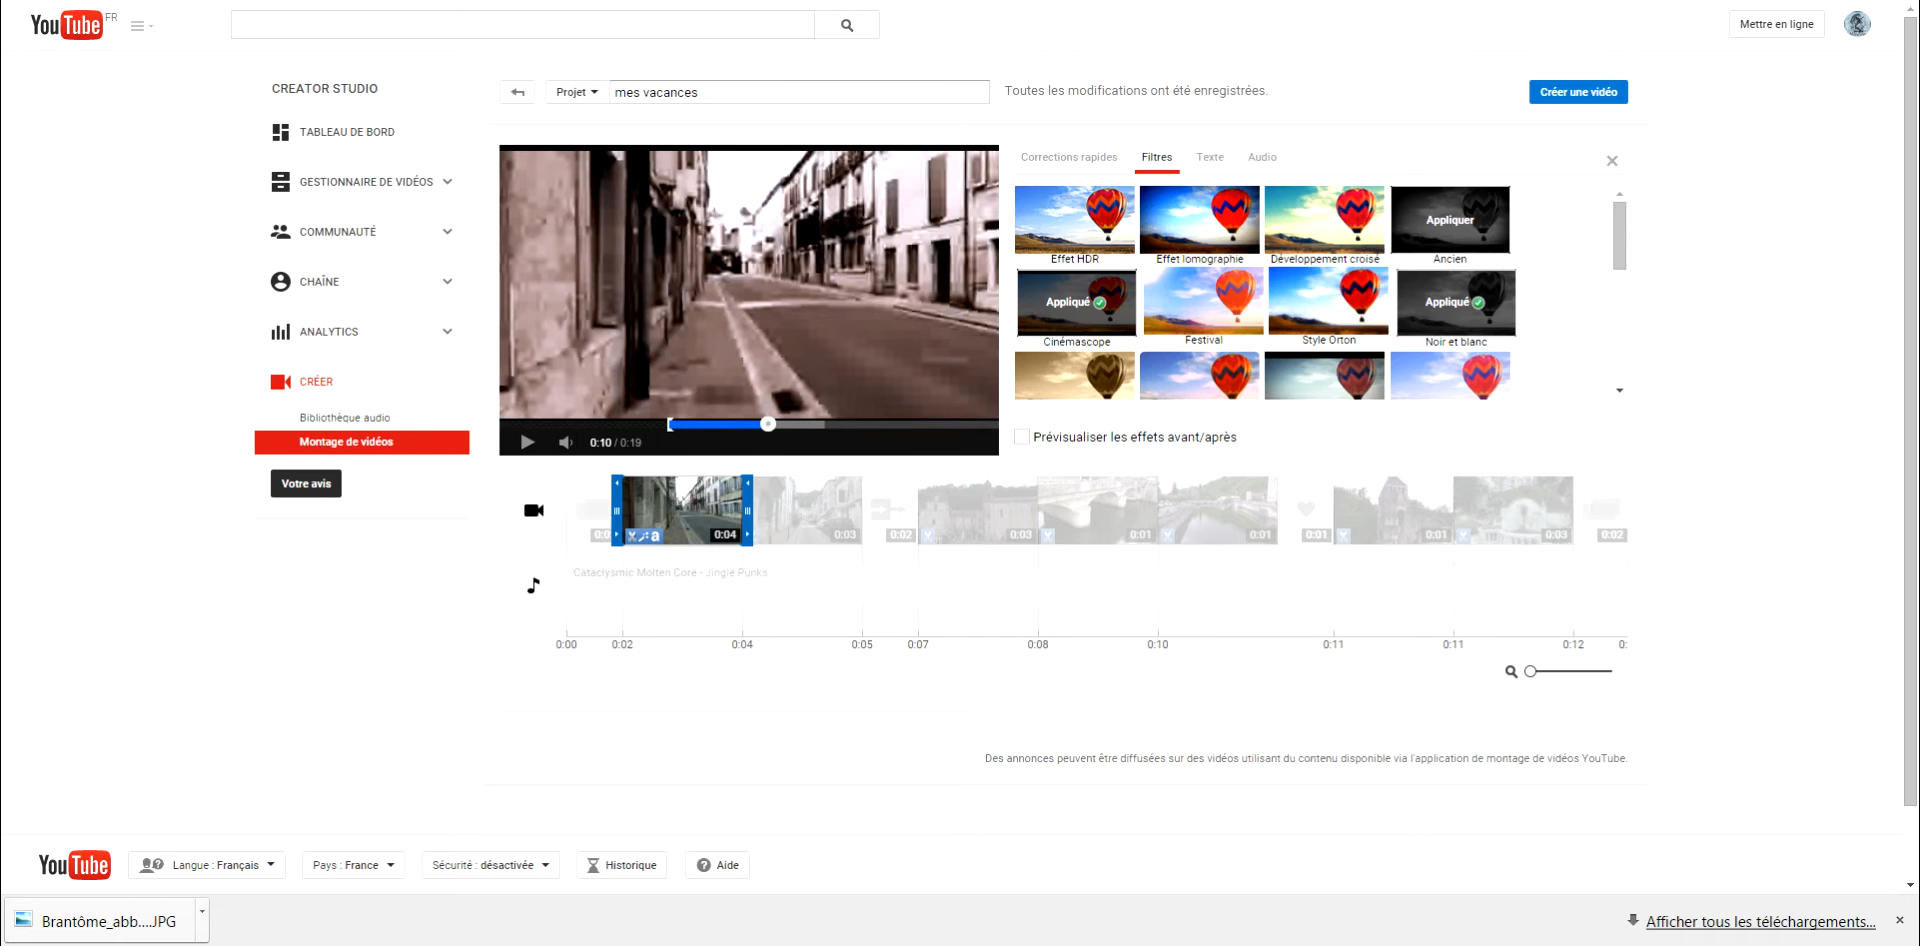 YouTube FR
Mettre en ligne
CREATOR STUDIO
TABLEAU DE BORD
GESTIONNAIRE DE VIDÉOS
COMMUNAUTÉ
CHAÎNE
ANALYTICS
CRÉER
Bibliothèque audio
Montage de vidéos
Votre avis
Projet
mes vacances
Toutes les modifications ont été enregistrées.
Créer une vidéo
0:10 / 0:19
Corrections rapides Filtres Texte Audio
Appliquer
Effet HDR Effet lomographie Développement croisé Ancien
Appliqué Appliqué
Cinémascope Festival Style Orton Noir et blanc
Prévisualiser les effets avant/après
a 0:04 0:03 0:02 0:03 0:01 0:01 0:01 0:01 0:03 0:02
Cataclysmic Molten Core - Jingle Punks
0:00 0:02 0:04 0:05 0:07 0:08 0:10 0:11 0:11 0:12 0:
Des annonces peuvent être diffusées sur des vidéos utilisant du contenu disponible via l'application de montage de vidéos YouTube.
YouTube
Langue : Français
Pays : France
Sécurité : désactivée
Historique
Aide
Brantôme_abb....JPG
Afficher tous les téléchargements...